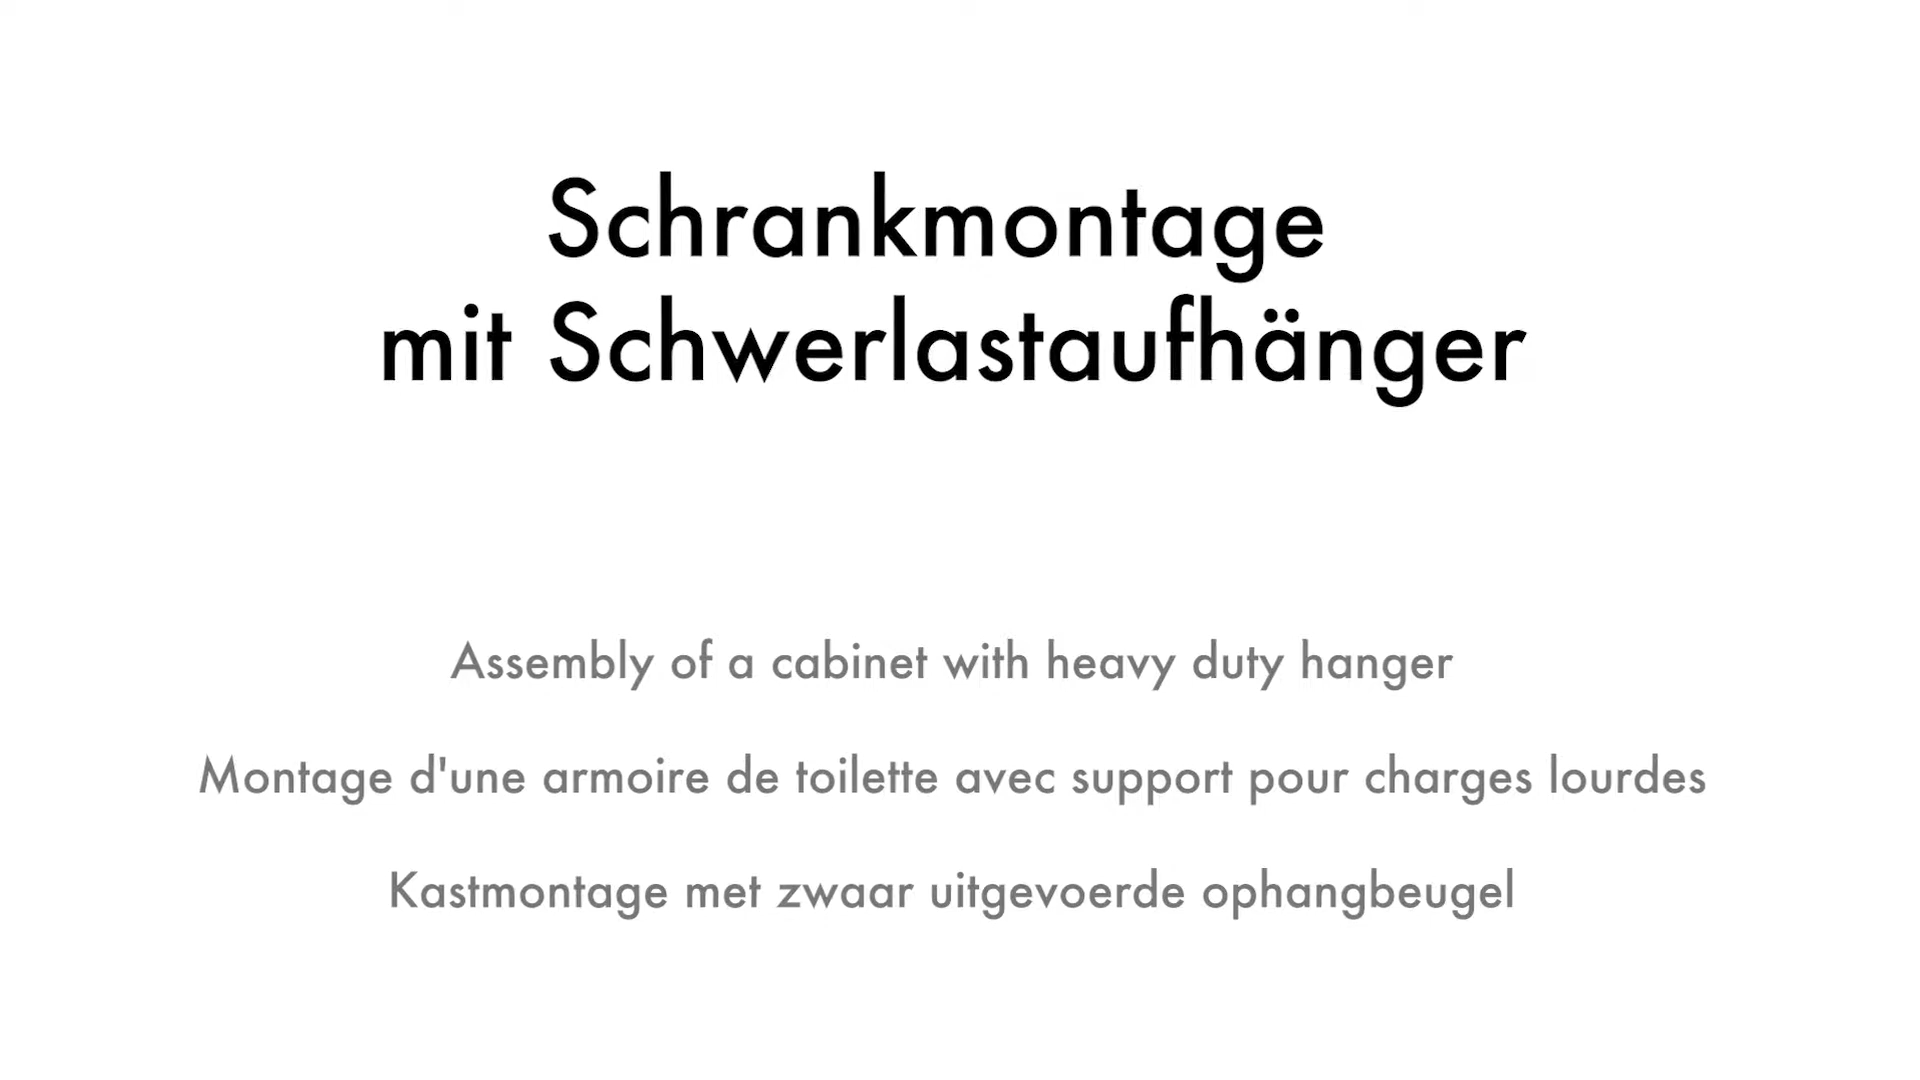 Schrankmontage
mit Schwerlastaufhänger
Assembly of a cabinet with heavy duty hanger
Montage d'une armoire de toilette avec support pour charges lourdes
Kastmontage met zwaar uitgevoerde ophangbeugel